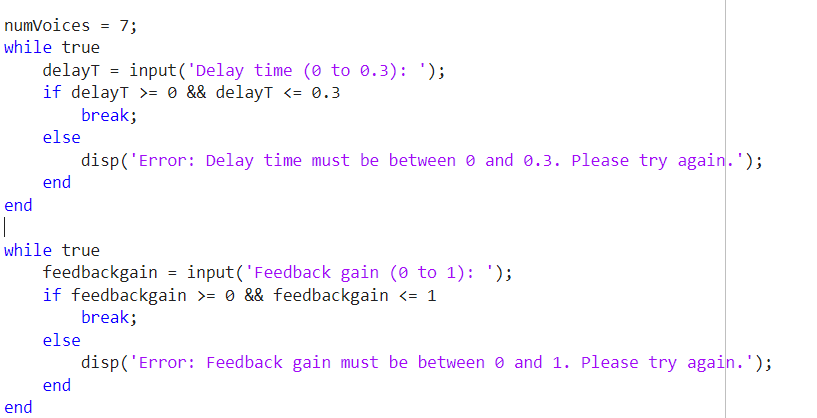 numVoices = 7;
while true
    delayT = input('Delay time (0 to 0.3): ');
    if delayT >= 0 && delayT <= 0.3
        break;
    else
        disp('Error: Delay time must be between 0 and 0.3. Please try again.');
    end
end
while true
    feedbackgain = input('Feedback gain (0 to 1): ');
    if feedbackgain >= 0 && feedbackgain <= 1
        break;
    else
        disp('Error: Feedback gain must be between 0 and 1. Please try again.');
    end
end